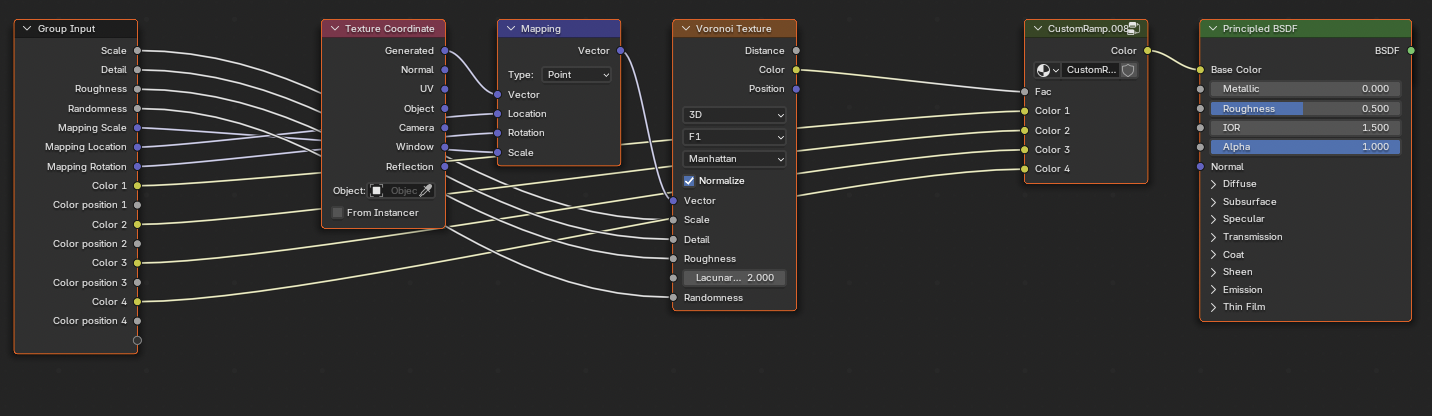 Group Input
Scale
Detail
Roughness
Randomness
Mapping Scale
Mapping Location
Mapping Rotation
Color 1
Color position 1
Color 2
Color position 2
Color 3
Color position 3
Color 4
Color position 4
Texture Coordinate
Generated
Normal
UV
Object
Camera
Window
Reflection
Object: Objec
From Instancer
Mapping
Vector
Type: Point
Vector
Location
Rotation
Scale
Voronoi Texture
Distance
Color
Position
3D
F1
Manhattan
Normalize
Vector
Scale
Detail
Roughness
Lacunar... 2.000
Randomness
CustomRamp.008
Color
CustomR...
Fac
Color 1
Color 2
Color 3
Color 4
Principled BSDF
BSDF
Base Color
Metallic 0.000
Roughness 0.500
IOR 1.500
Alpha 1.000
Normal
Diffuse
Subsurface
Specular
Transmission
Coat
Sheen
Emission
Thin Film